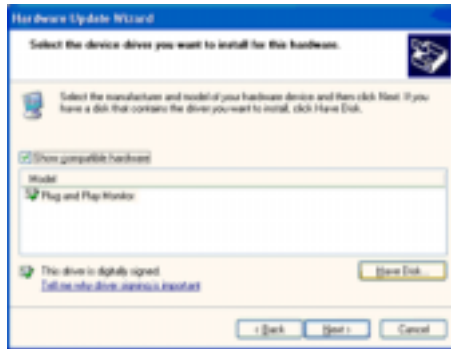 Hardware Update Wizard
Select the device driver you want to install for this hardware.
Select the manufacturer and model of your hardware device and then click Next. If you
have a disk that contains the driver you want to install, click Have Disk.
Show compatible hardware
Model
Plug and Play Monitor
This driver is digitally signed.
Tell me why driver signing is important
Have Disk...
< Back
Next >
Cancel